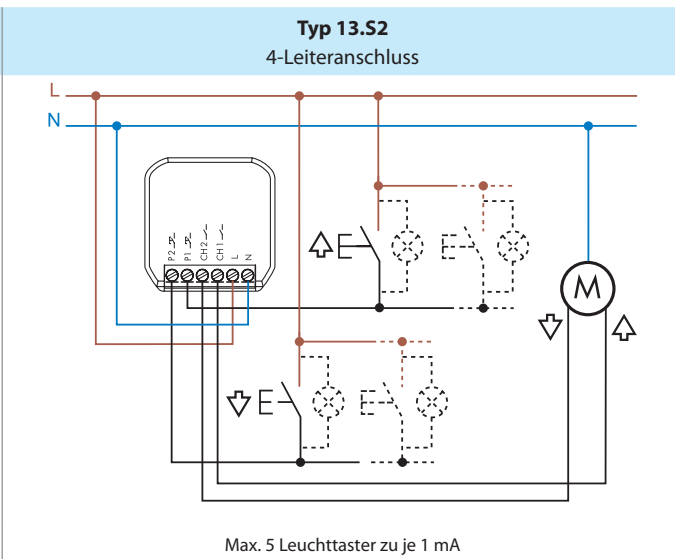 Typ 13.S2
4-Leiteranschluss
L
N
P2
P1
CH2
CH1
L
N
M
Max. 5 Leuchttaster zu je 1 mA